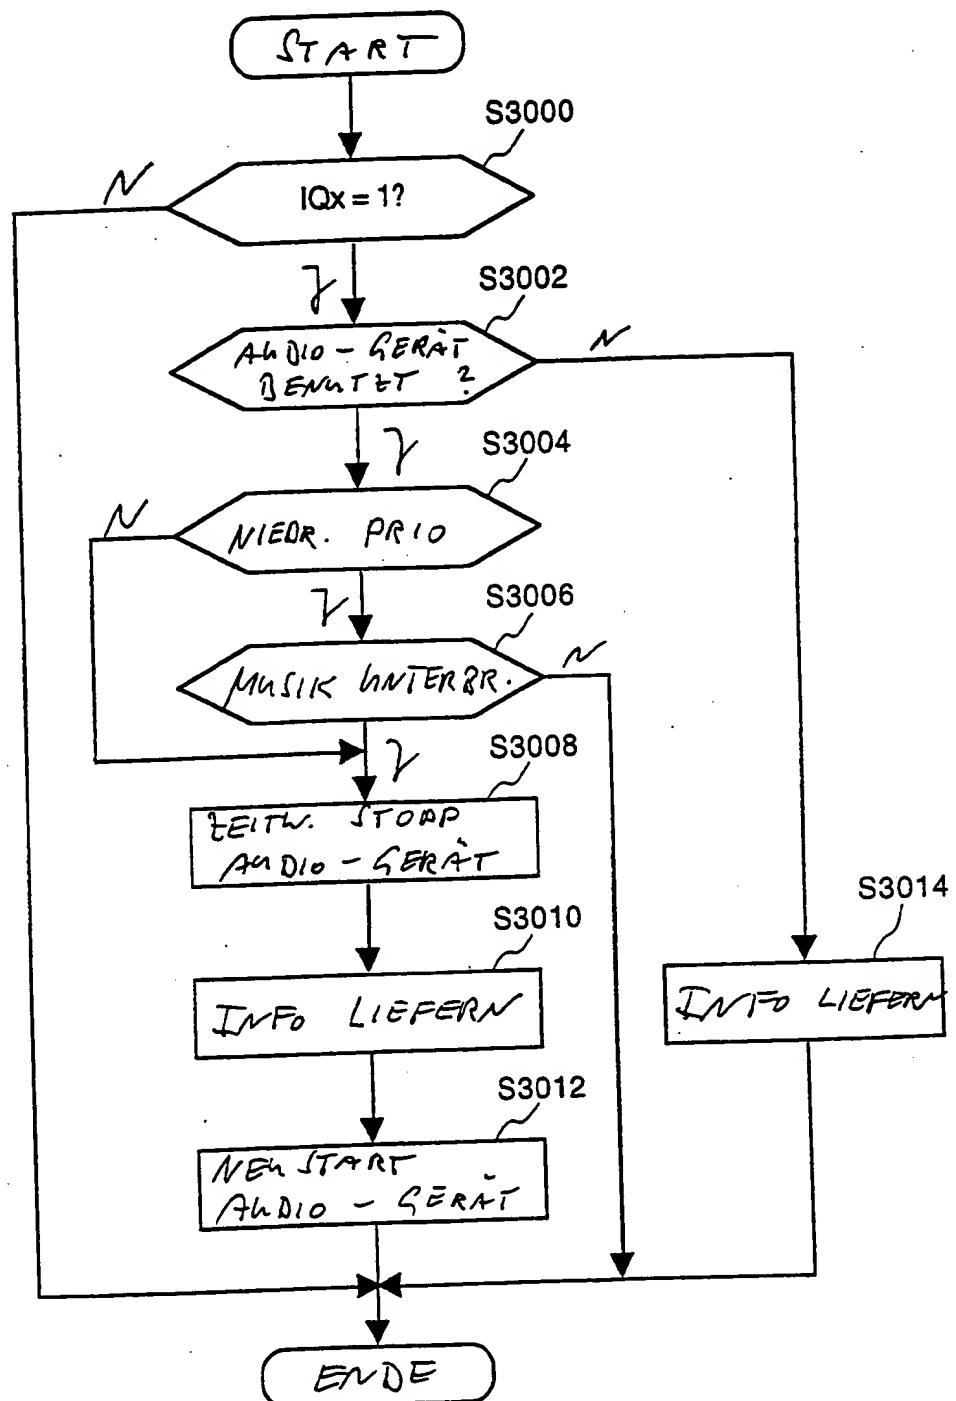 START
S3000
N
IQx = 1?
J
S3002
AUDIO - GERÄT
BENUTZT ?
N
J
S3004
N
NIEDR. PRIO
J
S3006
MUSIK UNTERBR.
N
J
S3008
ZEITW. STOPP
AUDIO - GERÄT
S3010
INFO LIEFERN
S3014
INFO LIEFERN
S3012
NEUSTART
AUDIO - GERÄT
ENDE